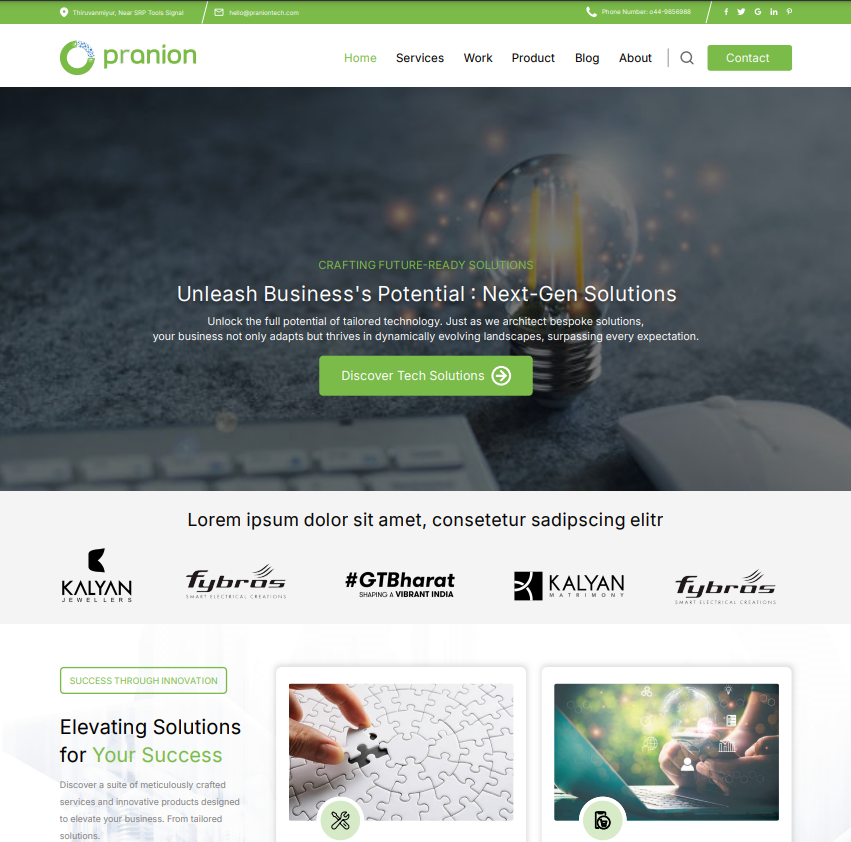 Thiruvanmiyur, Near SRP Tools Signal
hello@praniontech.com
Phone Number: 044-9856988
pranion
Home
Services
Work
Product
Blog
About
Contact
CRAFTING FUTURE-READY SOLUTIONS
Unleash Business's Potential : Next-Gen Solutions
Unlock the full potential of tailored technology. Just as we architect bespoke solutions,
your business not only adapts but thrives in dynamically evolving landscapes, surpassing every expectation.
Discover Tech Solutions
Lorem ipsum dolor sit amet, consetetur sadipscing elitr
KALYAN
JEWELLERS
fybros
SMART ELECTRICAL CREATIONS
#GTBharat
SHAPING A VIBRANT INDIA
KALYAN
MATRIMONY
fybros
SMART ELECTRICAL CREATIONS
SUCCESS THROUGH INNOVATION
Elevating Solutions
for Your Success
Discover a suite of meticulously crafted
services and innovative products designed
to elevate your business. From tailored
solutions.